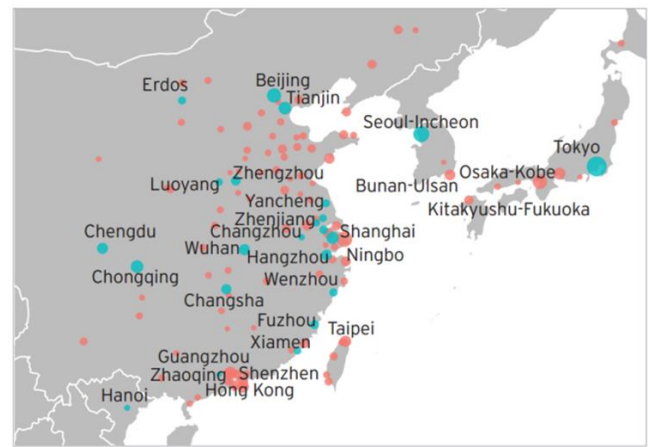 Erdos
Beijing
Tianjin
Seoul-Incheon
Tokyo
Zhengzhou
Osaka-Kobe
Luoyang
Bunan-Ulsan
Yancheng
Kitakyushu-Fukuoka
Zhenjiang
Chengdu
Changzhou
Shanghai
Wuhan
Hangzhou
Ningbo
Chongqing
Wenzhou
Changsha
Fuzhou
Taipei
Xiamen
Guangzhou
Zhaoqing
Shenzhen
Hong Kong
Hanoi